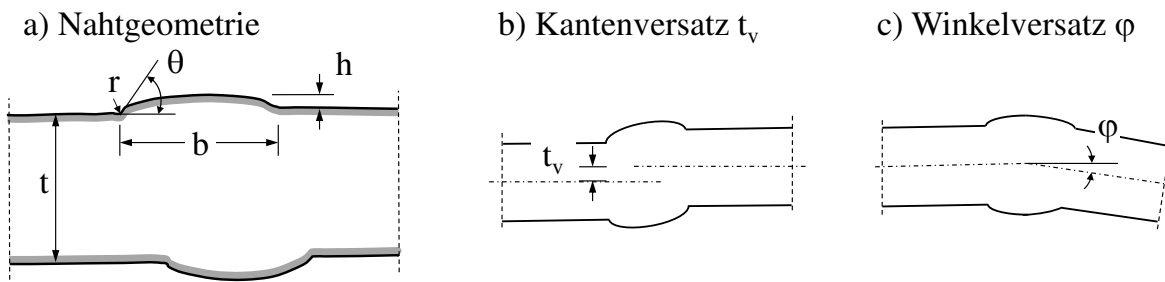 a) Nahtgeometrie
b) Kantenversatz tᵥ
c) Winkelversatz φ
r
θ
h
b
t
tᵥ
φ